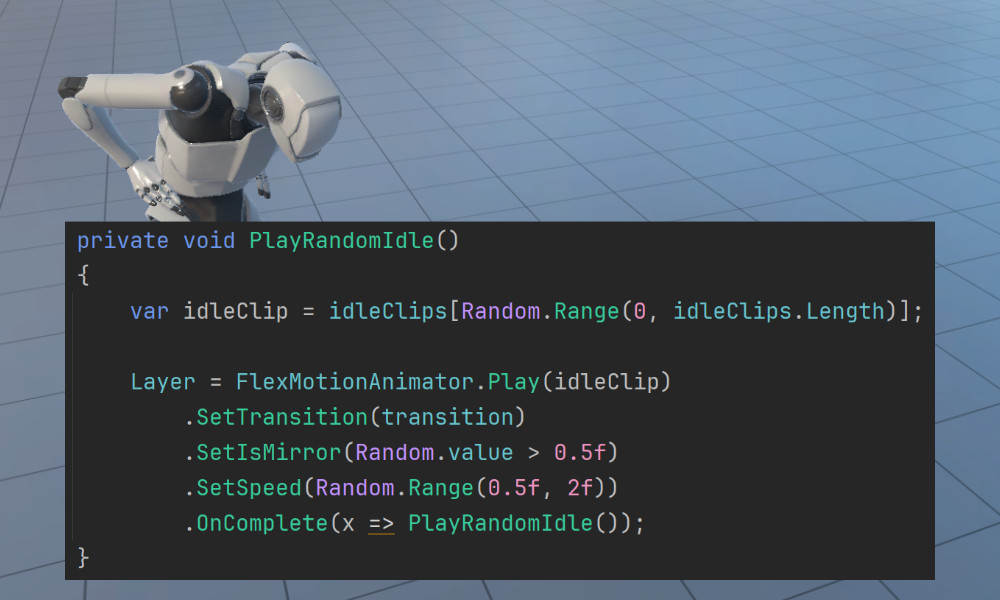 private void PlayRandomIdle()
{
    var idleClip = idleClips[Random.Range(0, idleClips.Length)];
    Layer = FlexMotionAnimator.Play(idleClip)
        .SetTransition(transition)
        .SetIsMirror(Random.value > 0.5f)
        .SetSpeed(Random.Range(0.5f, 2f))
        .OnComplete(x => PlayRandomIdle());
}